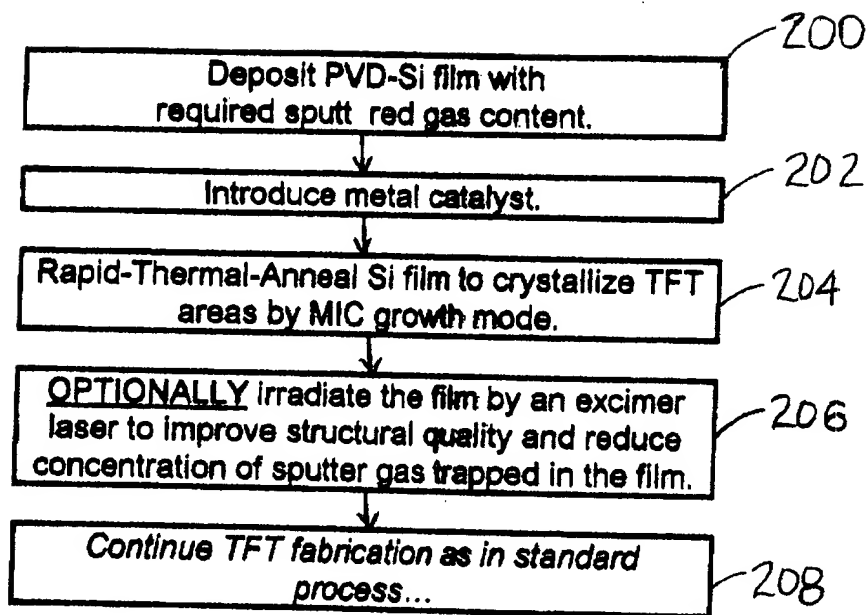 200
Deposit PVD-Si film with
required sputt red gas content.
202
Introduce metal catalyst.
Rapid-Thermal-Anneal Si film to crystallize TFT
areas by MIC growth mode.
204
OPTIONALLY irradiate the film by an excimer
laser to improve structural quality and reduce
concentration of sputter gas trapped in the film.
206
Continue TFT fabrication as in standard
process...
208